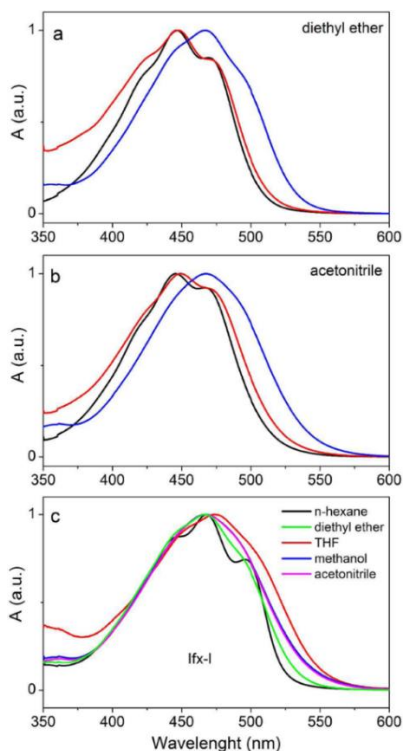 a
diethyl ether
A (a.u.)
1
0
350 400 450 500 550 600
b
acetonitrile
A (a.u.)
1
0
350 400 450 500 550 600
c
n-hexane
diethyl ether
THF
methanol
acetonitrile
Ifx-I
A (a.u.)
1
0
350 400 450 500 550 600
Wavelenght (nm)